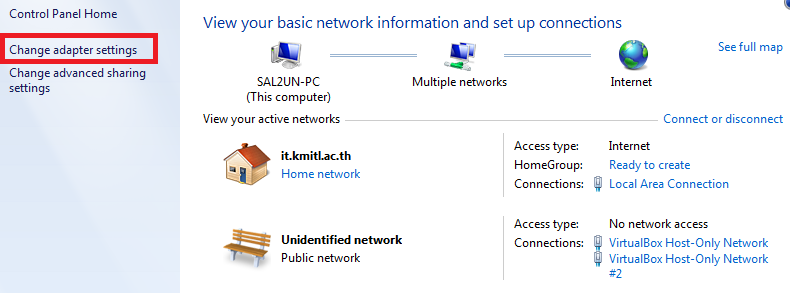 Control Panel Home
Change adapter settings
Change advanced sharing
settings
View your basic network information and set up connections
See full map
SAL2UN-PC
(This computer)
Multiple networks
Internet
View your active networks
Connect or disconnect
it.kmitl.ac.th
Home network
Access type: Internet
HomeGroup: Ready to create
Connections: Local Area Connection
Unidentified network
Public network
Access type: No network access
Connections: VirtualBox Host-Only Network
VirtualBox Host-Only Network
#2